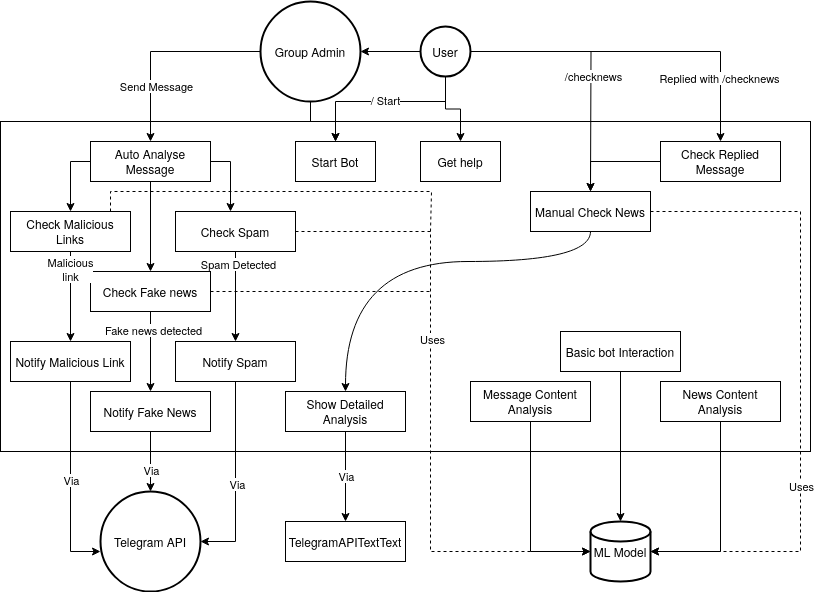 Group Admin
User
Send Message
/checknews
Replied with /checknews
/ Start
Auto Analyse
Message
Start Bot
Get help
Check Replied
Message
Check Malicious
Links
Check Spam
Manual Check News
Malicious
link
Spam Detected
Check Fake news
Fake news detected
Uses
Notify Malicious Link
Notify Spam
Basic bot Interaction
Notify Fake News
Show Detailed
Analysis
Message Content
Analysis
News Content
Analysis
Via
Via
Via
Via
Uses
Telegram API
TelegramAPITextText
ML Model